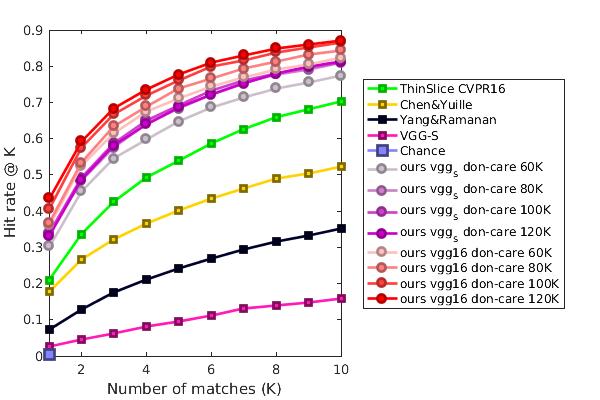 0.9
0.8
0.7
0.6
0.5
0.4
0.3
0.2
0.1
0
Hit rate @ K
2 4 6 8 10
Number of matches (K)
ThinSlice CVPR16
Chen&Yuille
Yang&Ramanan
VGG-S
Chance
ours vggs don-care 60K
ours vggs don-care 80K
ours vggs don-care 100K
ours vggs don-care 120K
ours vgg16 don-care 60K
ours vgg16 don-care 80K
ours vgg16 don-care 100K
ours vgg16 don-care 120K